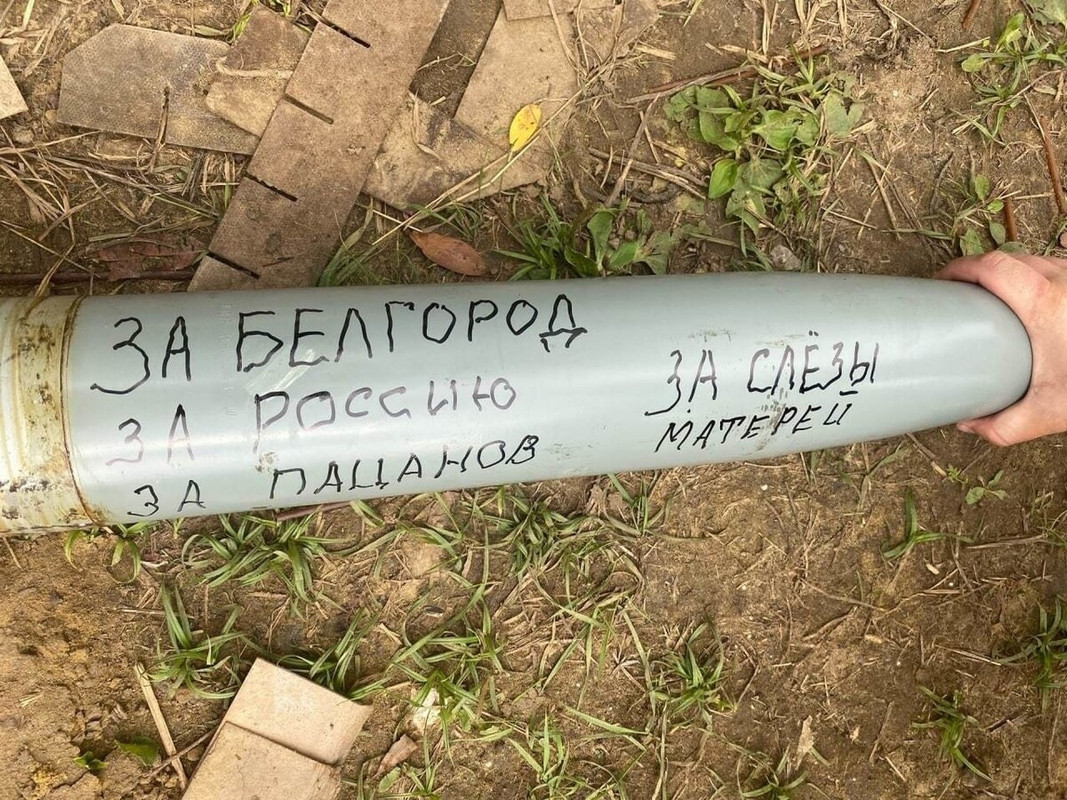 ЗА БЕЛГОРОД
ЗА РОССИЮ
ЗА ПАЦАНОВ
ЗА СЛЁЗЫ
МАТЕРЕЙ